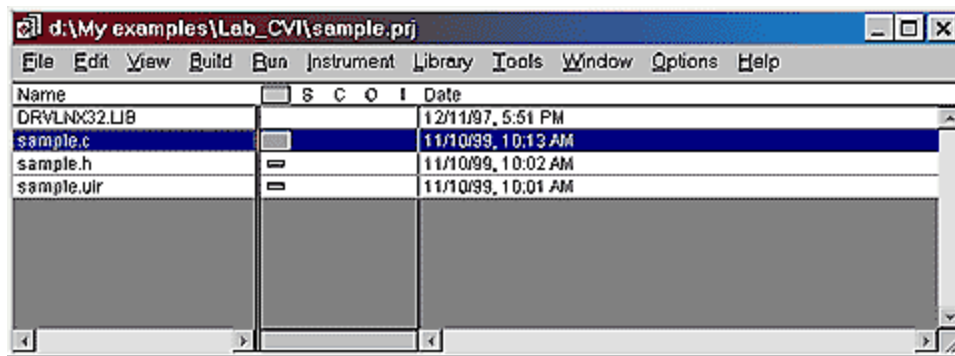 d:\My examples\Lab_CVI\sample.prj
File Edit View Build Run Instrument Library Tools Window Options Help
Name S C O I Date
DRVLNX32.LIB 12/11/97, 5:51 PM
sample.c 11/10/99, 10:13 AM
sample.h 11/10/99, 10:02 AM
sample.uir 11/10/99, 10:01 AM